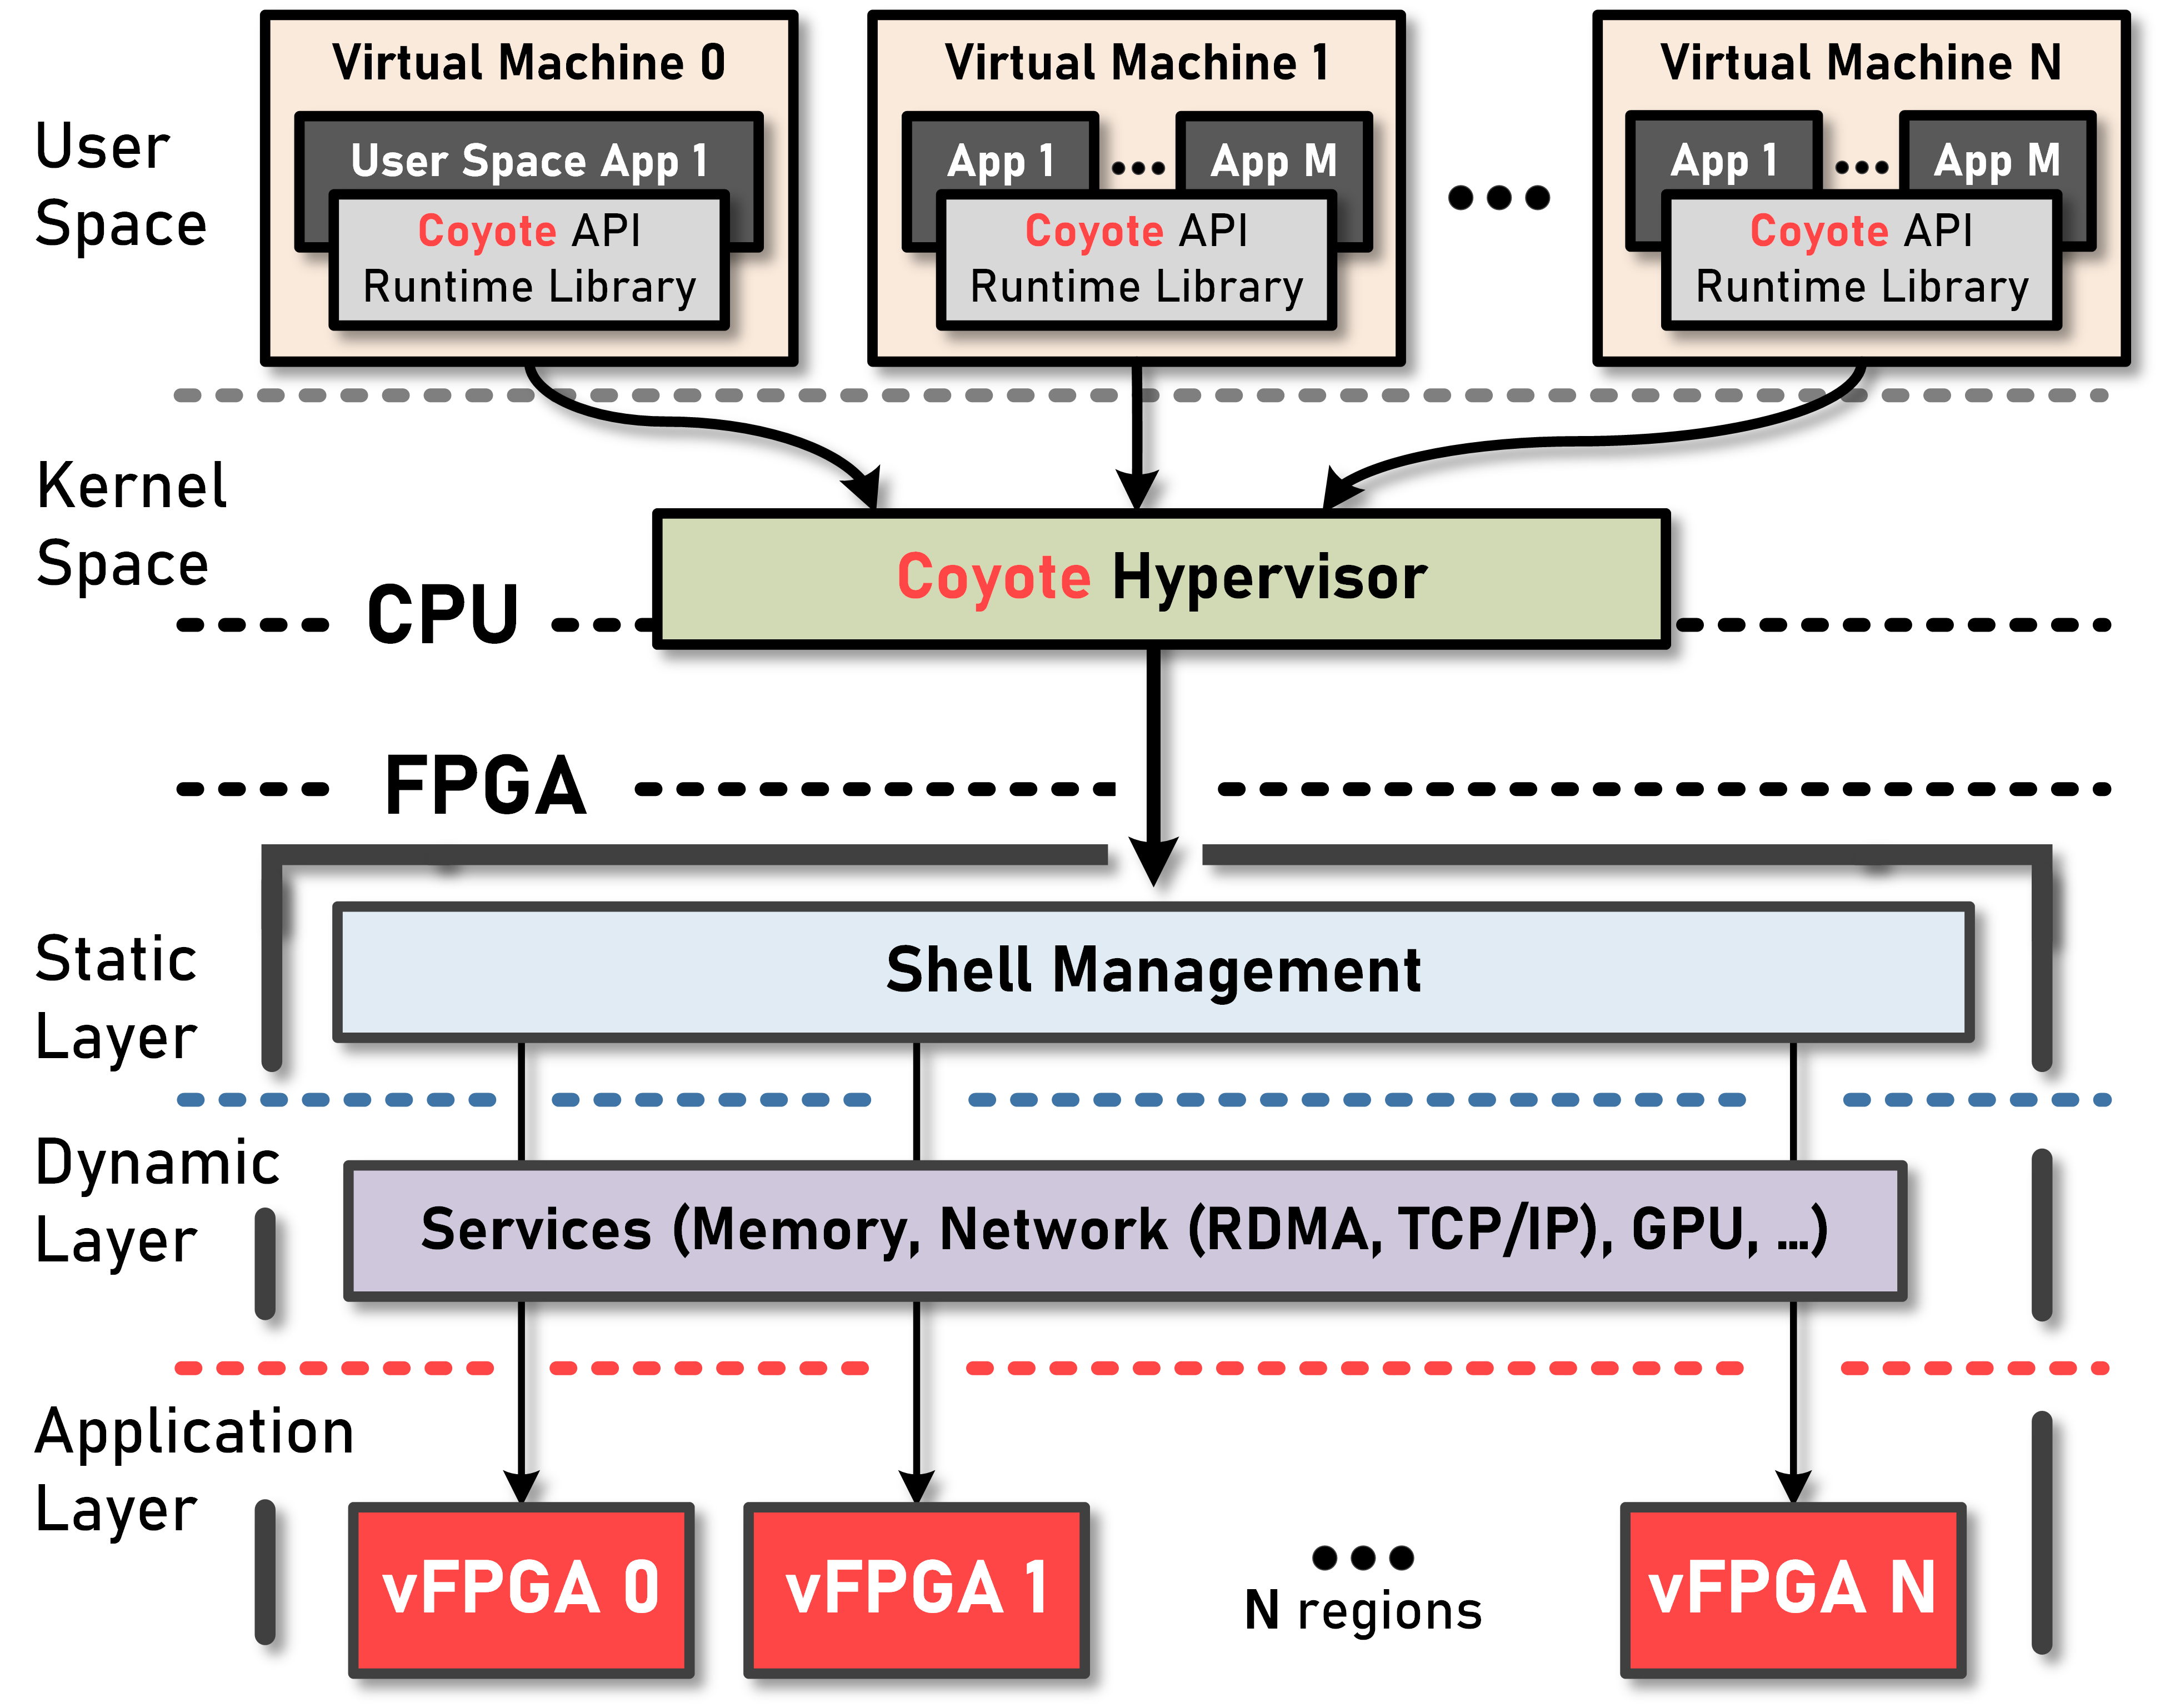 Virtual Machine 0
Virtual Machine 1
Virtual Machine N
User
Space
User Space App 1
Coyote API
Runtime Library
App 1
...
App M
Coyote API
Runtime Library
...
App 1
...
App M
Coyote API
Runtime Library
Kernel
Space
Coyote Hypervisor
CPU
FPGA
Static
Layer
Shell Management
Dynamic
Layer
Services (Memory, Network (RDMA, TCP/IP), GPU, ...)
Application
Layer
vFPGA 0
vFPGA 1
...
N regions
vFPGA N